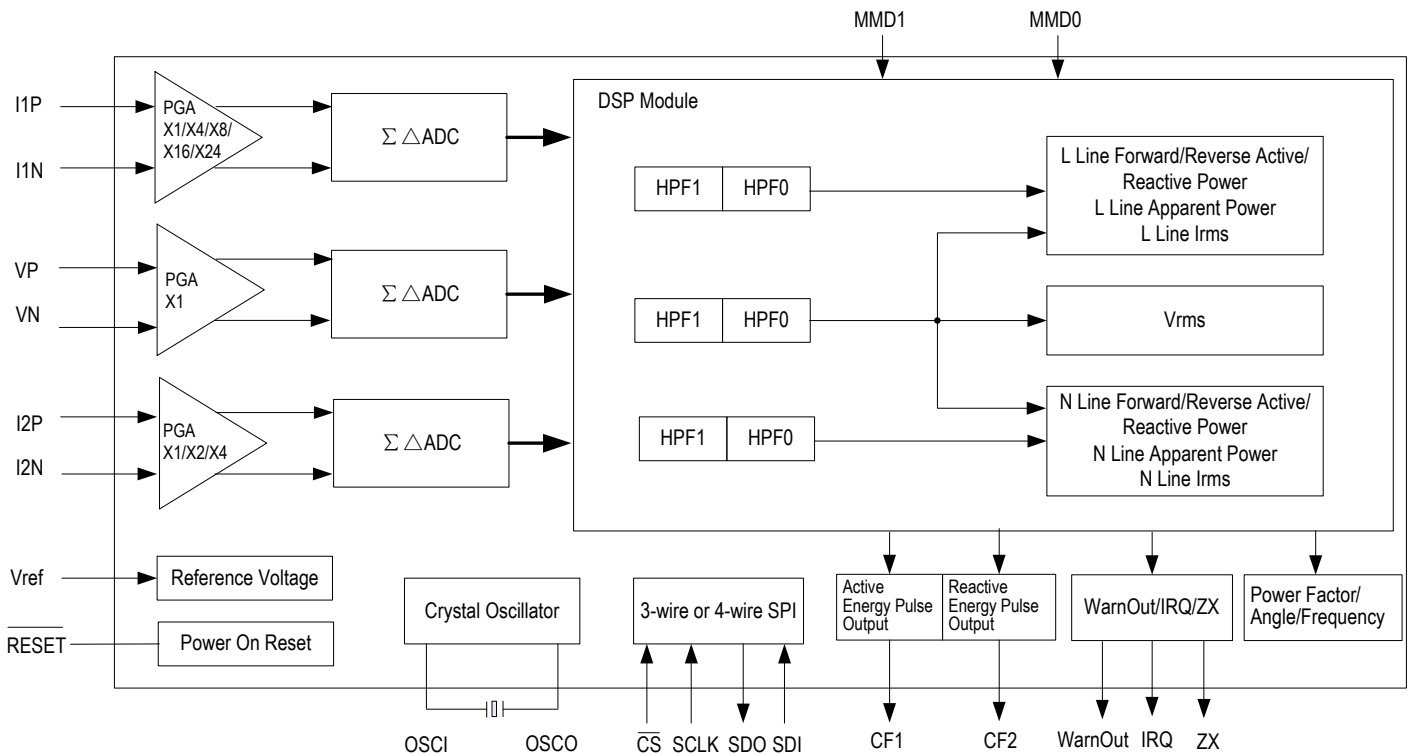 MMD1
MMD0
I1P
I1N
PGA
X1/X4/X8/
X16/X24
Σ △ADC
DSP Module
HPF1
HPF0
L Line Forward/Reverse Active/
Reactive Power
L Line Apparent Power
L Line Irms
VP
VN
PGA
X1
Σ △ADC
HPF1
HPF0
Vrms
I2P
I2N
PGA
X1/X2/X4
Σ △ADC
HPF1
HPF0
N Line Forward/Reverse Active/
Reactive Power
N Line Apparent Power
N Line Irms
Vref
Reference Voltage
RESET
Power On Reset
Crystal Oscillator
3-wire or 4-wire SPI
Active
Energy Pulse
Output
Reactive
Energy Pulse
Output
WarnOut/IRQ/ZX
Power Factor/
Angle/Frequency
OSCI
OSCO
CS
SCLK
SDO
SDI
CF1
CF2
WarnOut
IRQ
ZX